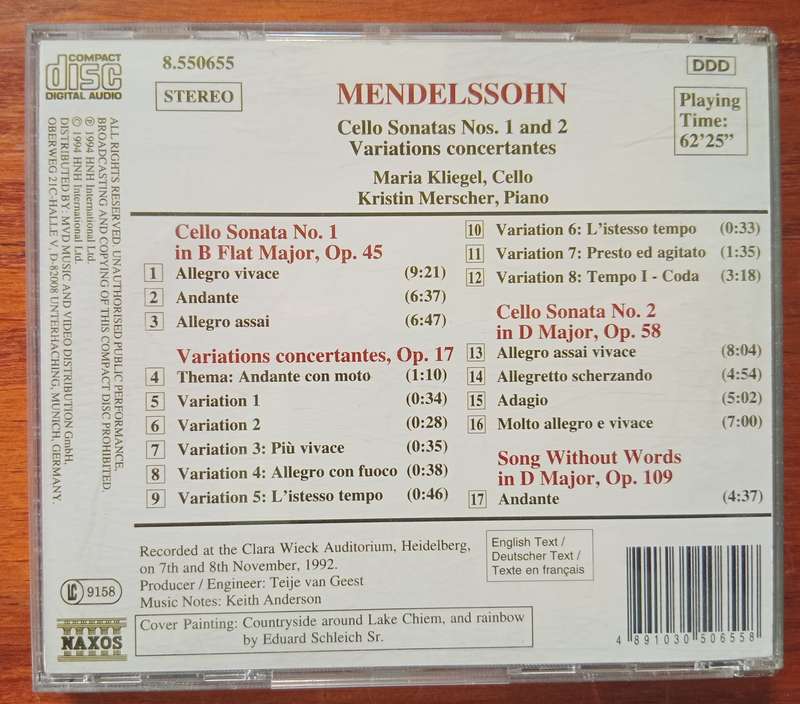 COMPACT
disc
DIGITAL AUDIO
8.550655
STEREO
MENDELSSOHN
Cello Sonatas Nos. 1 and 2
Variations concertantes
Maria Kliegel, Cello
Kristin Merscher, Piano
DDD
Playing
Time:
62'25”
ALL RIGHTS RESERVED. UNAUTHORISED PUBLIC PERFORMANCE,
BROADCASTING AND COPYING OF THIS COMPACT DISC PROHIBITED.
℗ 1994 HNH International Ltd.
© 1994 HNH International Ltd.
DISTRIBUTED BY: MVD MUSIC AND VIDEO DISTRIBUTION GmbH,
OBERWEG 21C-HALLE V, D-82008 UNTERHACHING, MUNICH, GERMANY.
Cello Sonata No. 1
in B Flat Major, Op. 45
1 Allegro vivace (9:21)
2 Andante (6:37)
3 Allegro assai (6:47)
Variations concertantes, Op. 17
4 Thema: Andante con moto (1:10)
5 Variation 1 (0:34)
6 Variation 2 (0:28)
7 Variation 3: Più vivace (0:35)
8 Variation 4: Allegro con fuoco (0:38)
9 Variation 5: L'istesso tempo (0:46)
10 Variation 6: L'istesso tempo (0:33)
11 Variation 7: Presto ed agitato (1:35)
12 Variation 8: Tempo I - Coda (3:18)
Cello Sonata No. 2
in D Major, Op. 58
13 Allegro assai vivace (8:04)
14 Allegretto scherzando (4:54)
15 Adagio (5:02)
16 Molto allegro e vivace (7:00)
Song Without Words
in D Major, Op. 109
17 Andante (4:37)
Recorded at the Clara Wieck Auditorium, Heidelberg,
on 7th and 8th November, 1992.
Producer / Engineer: Teije van Geest
Music Notes: Keith Anderson
English Text /
Deutscher Text /
Texte en français
LC 9158
NAXOS
Cover Painting: Countryside around Lake Chiem, and rainbow
by Eduard Schleich Sr.
4 891030 506558